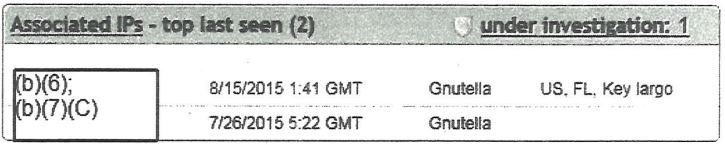 Associated IPs - top last seen (2) under investigation: 1
(b)(6); 8/15/2015 1:41 GMT Gnutella US, FL, Key largo
(b)(7)(C) 7/26/2015 5:22 GMT Gnutella